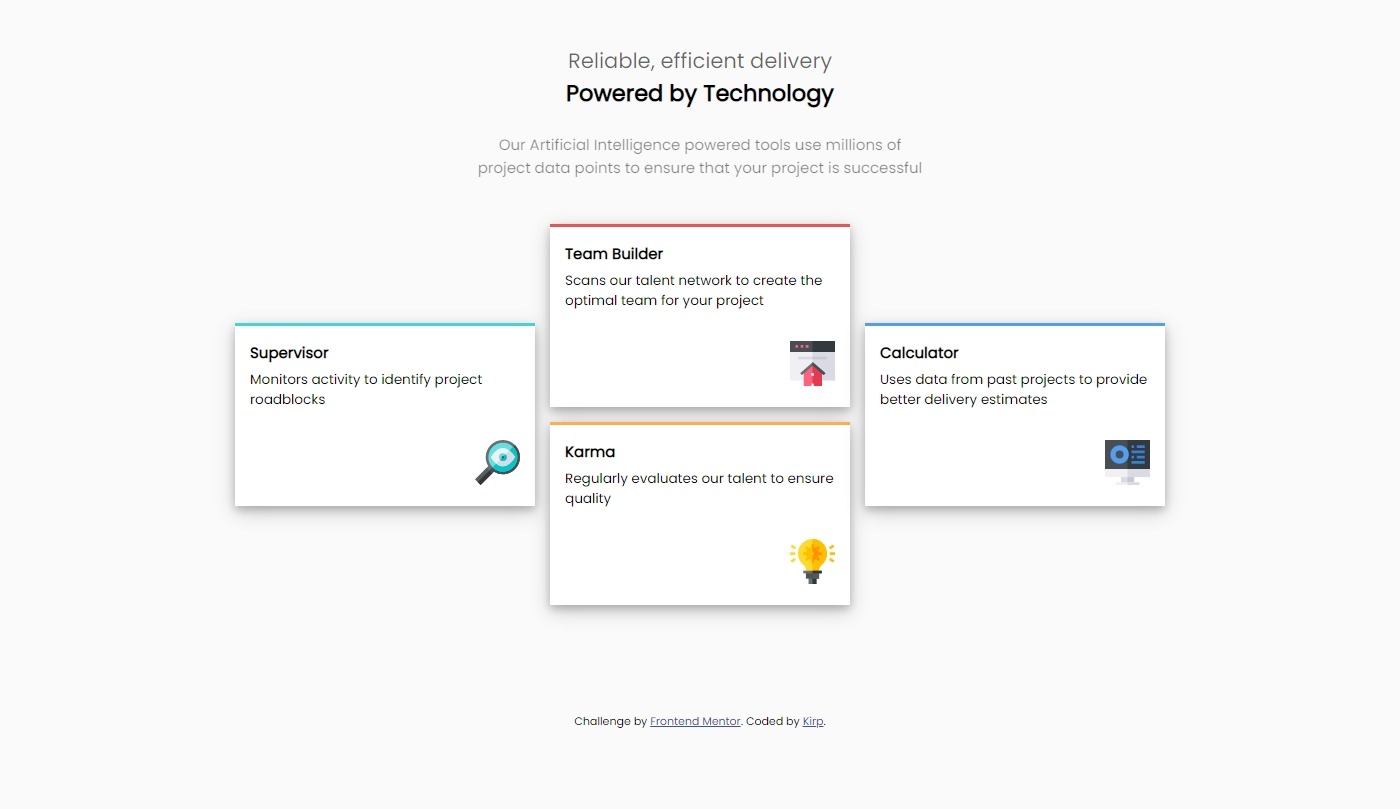 Reliable, efficient delivery
Powered by Technology
Our Artificial Intelligence powered tools use millions of
project data points to ensure that your project is successful
Supervisor
Monitors activity to identify project
roadblocks
Team Builder
Scans our talent network to create the
optimal team for your project
Karma
Regularly evaluates our talent to ensure
quality
Calculator
Uses data from past projects to provide
better delivery estimates
Challenge by Frontend Mentor. Coded by Kirp.